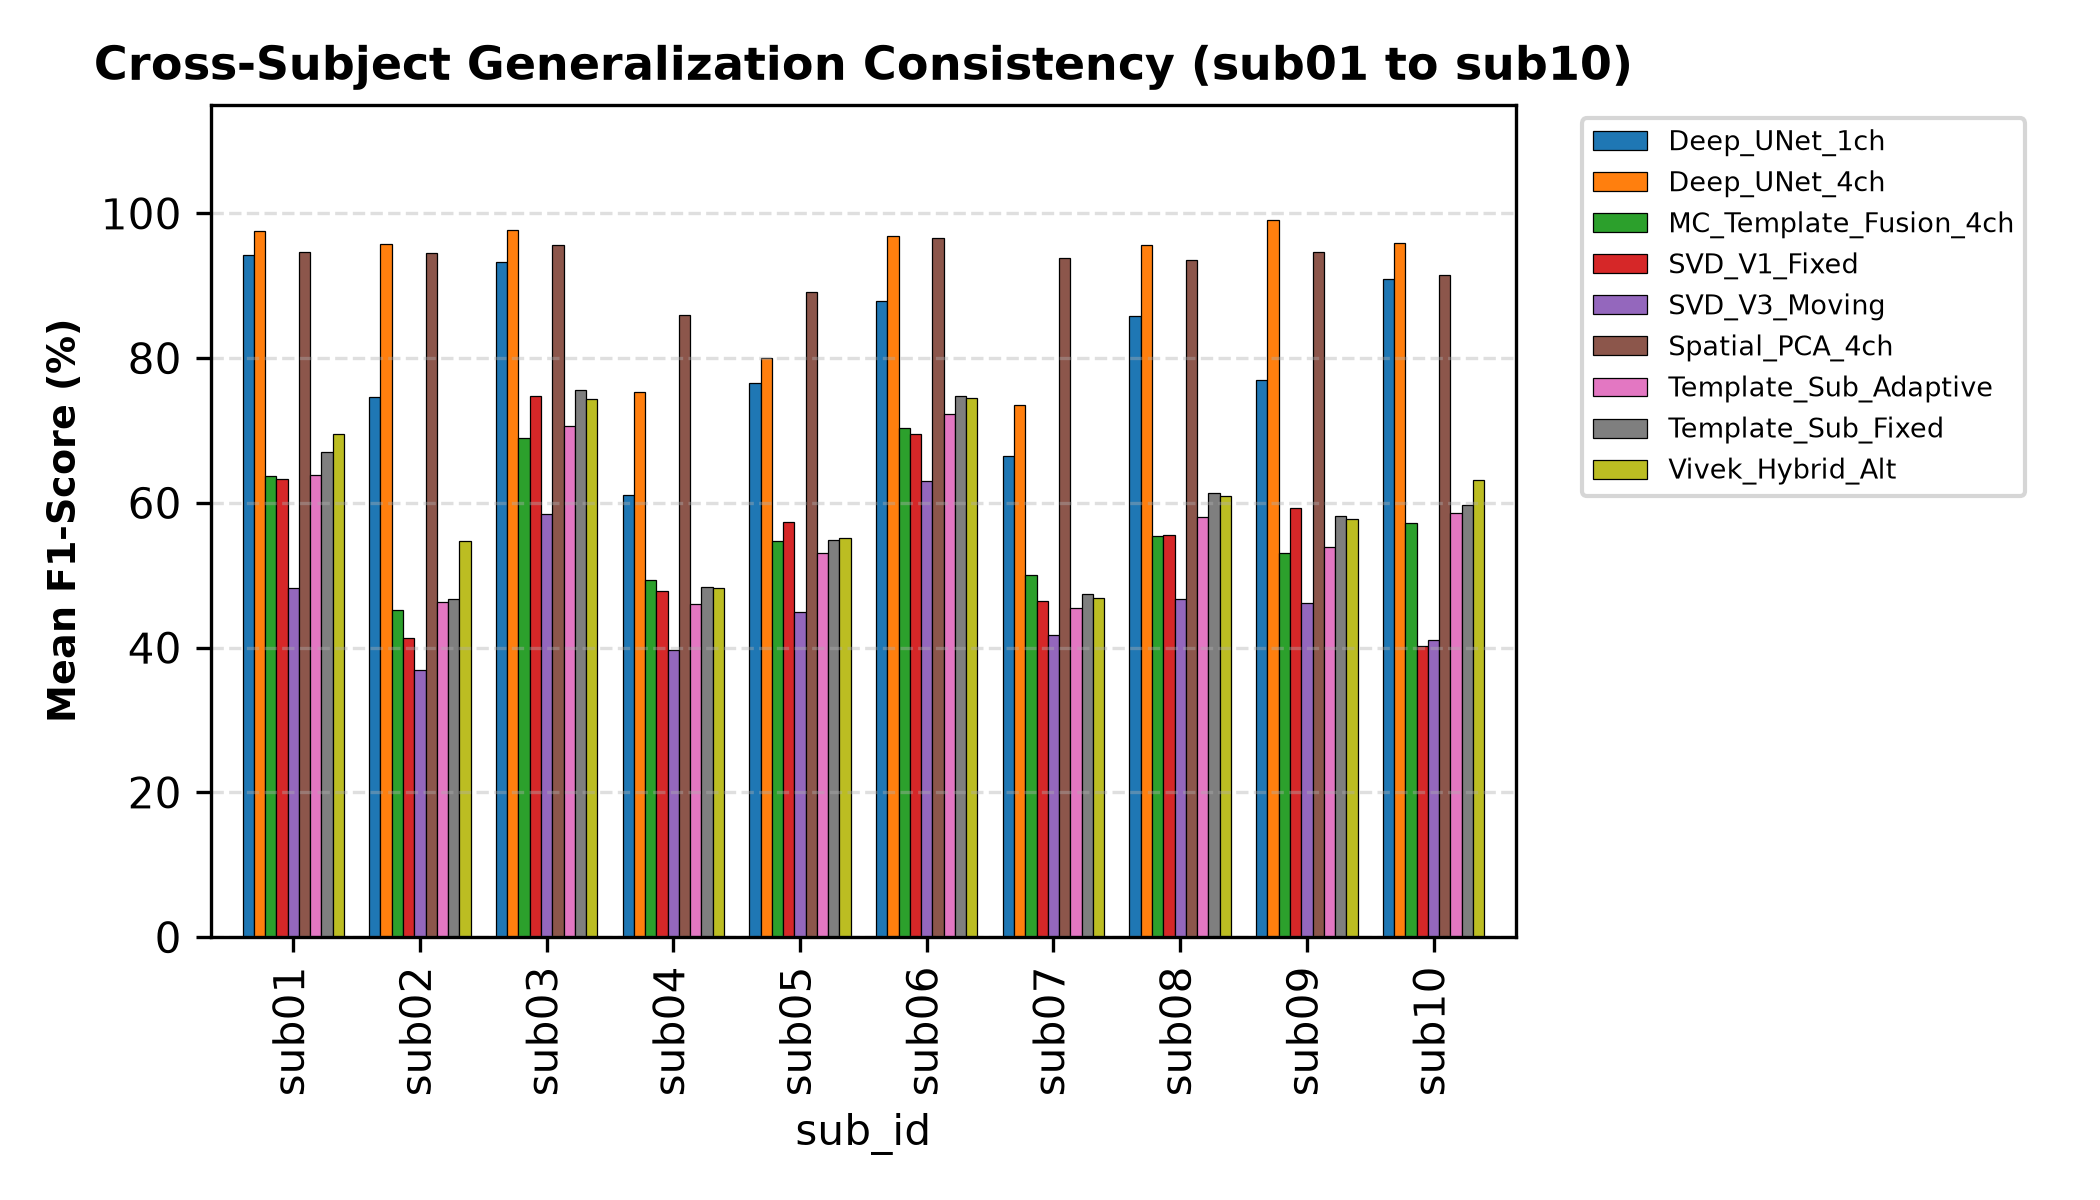 Cross-Subject Generalization Consistency (sub01 to sub10)
Mean F1-Score (%)
100
80
60
40
20
0
sub01
sub02
sub03
sub04
sub05
sub06
sub07
sub08
sub09
sub10
sub_id
Deep_UNet_1ch
Deep_UNet_4ch
MC_Template_Fusion_4ch
SVD_V1_Fixed
SVD_V3_Moving
Spatial_PCA_4ch
Template_Sub_Adaptive
Template_Sub_Fixed
Vivek_Hybrid_Alt